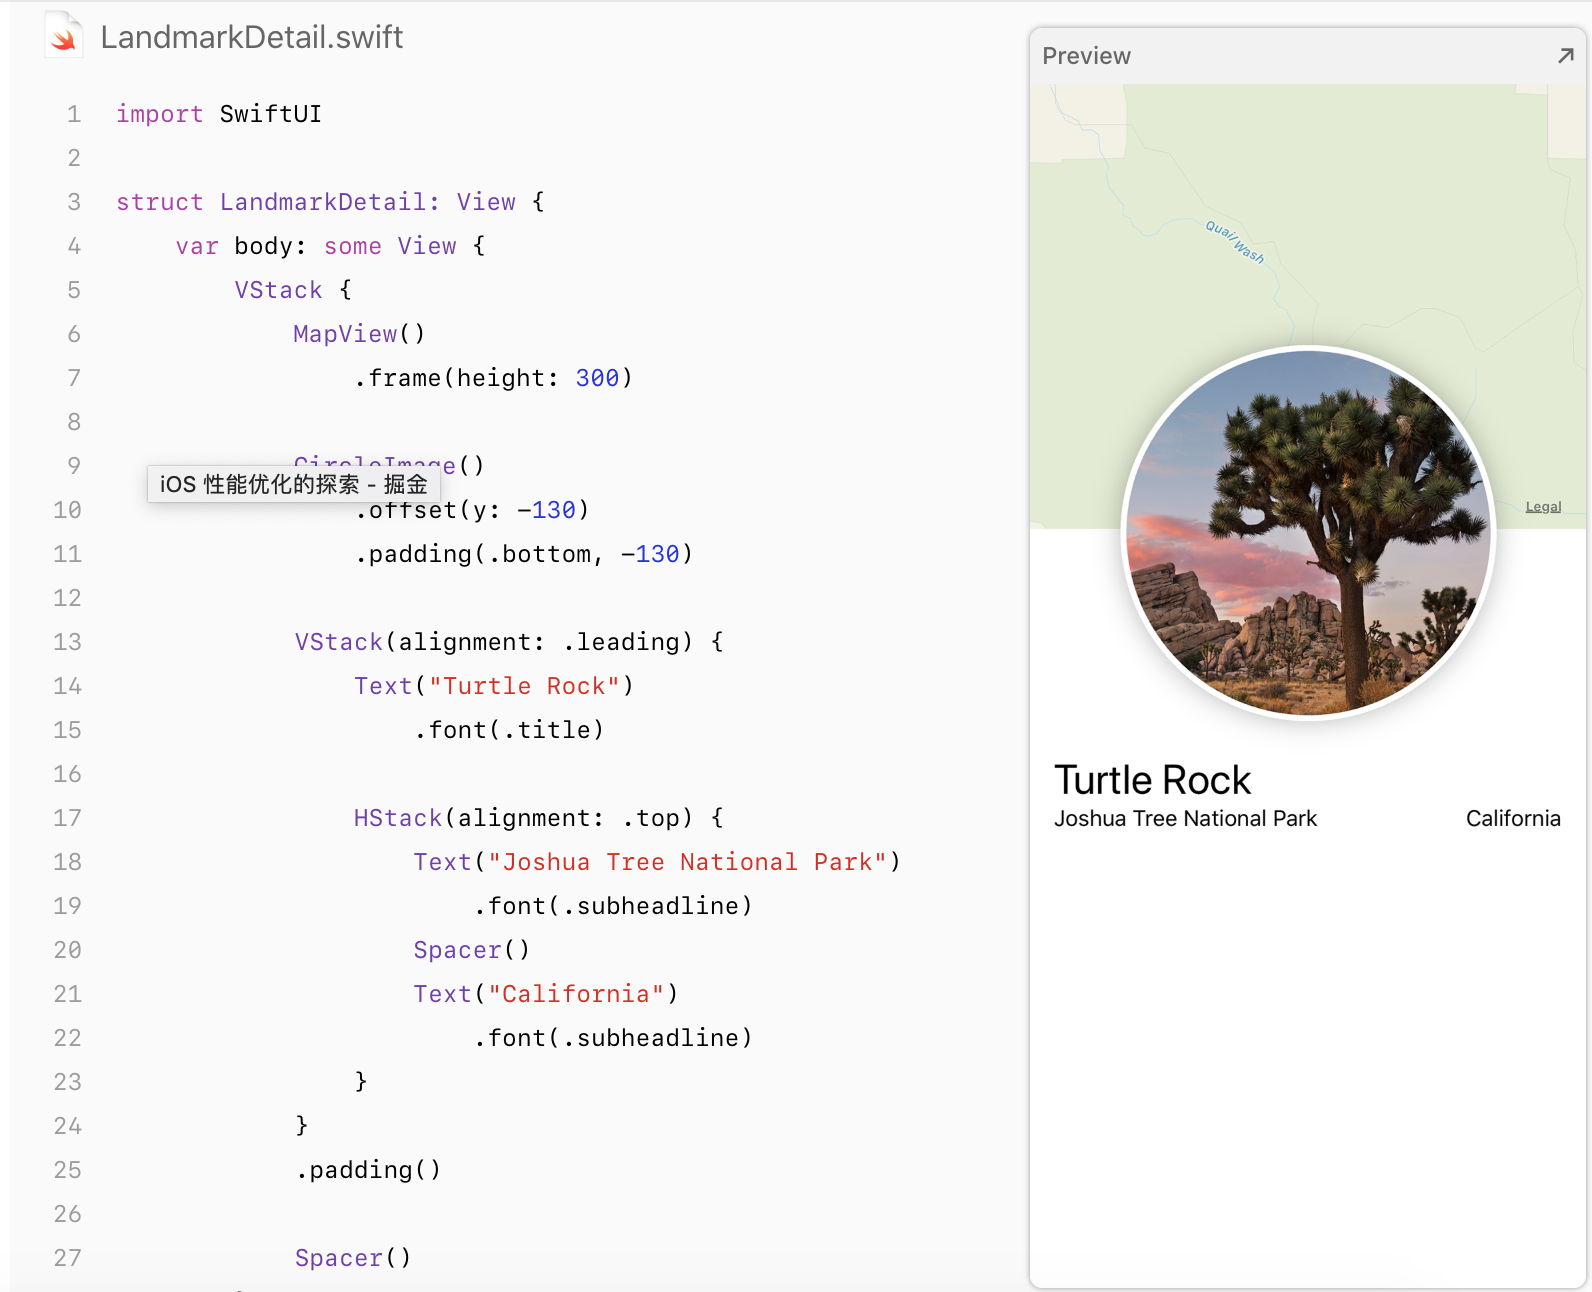 LandmarkDetail.swift
1 import SwiftUI
2
3 struct LandmarkDetail: View {
4 var body: some View {
5 VStack {
6 MapView()
7 .frame(height: 300)
8
9 CircleImage()
iOS 性能优化的探索 - 掘金
10 .offset(y: -130)
11 .padding(.bottom, -130)
12
13 VStack(alignment: .leading) {
14 Text("Turtle Rock")
15 .font(.title)
16
17 HStack(alignment: .top) {
18 Text("Joshua Tree National Park")
19 .font(.subheadline)
20 Spacer()
21 Text("California")
22 .font(.subheadline)
23 }
24 }
25 .padding()
26
27 Spacer()
Preview
Quail Wash
Legal
Turtle Rock
Joshua Tree National Park California